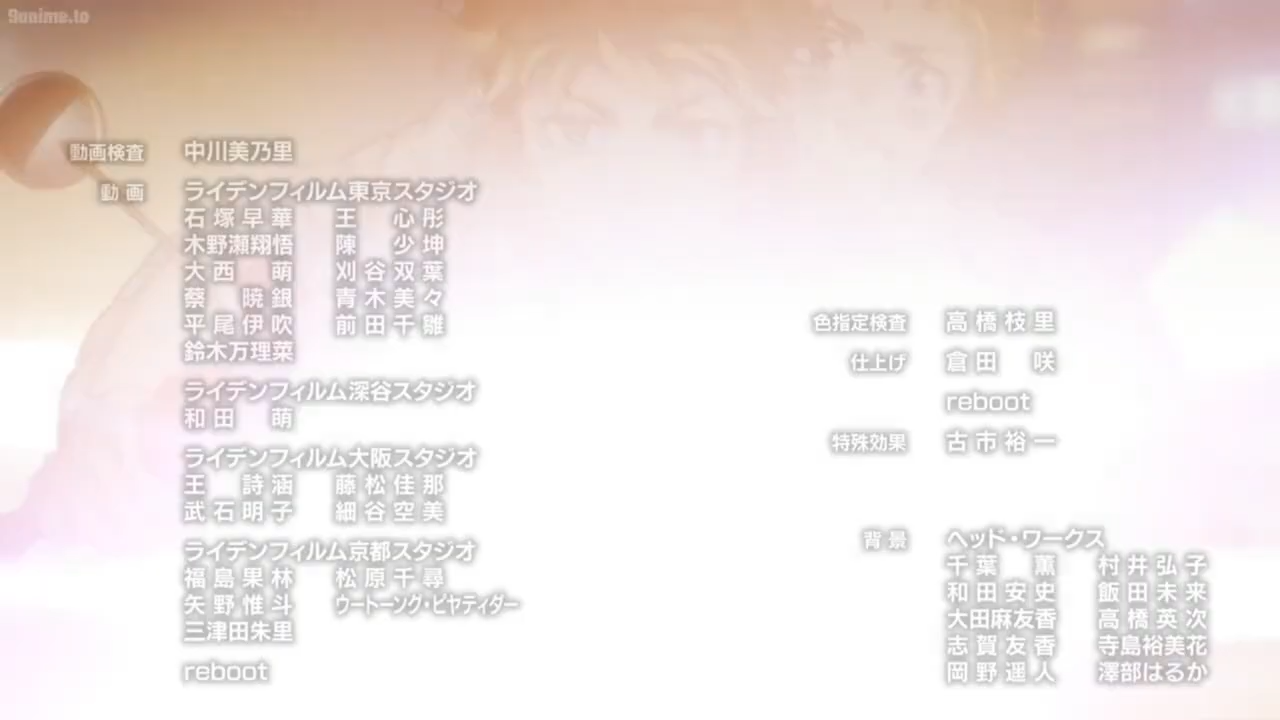 9anime.to
動画検査 中川美乃里
動画 ライデンフィルム東京スタジオ
石塚早華 王心彤
木野瀬翔悟 陳少坤
大西萌 刈谷双葉
蔡暁銀 青木美々
平尾伊吹 前田千雛
鈴木万理菜
ライデンフィルム深谷スタジオ
和田萌
ライデンフィルム大阪スタジオ
王詩涵 藤松佳那
武石明子 細谷空美
ライデンフィルム京都スタジオ
福島果林 松原千尋
矢野惟斗 ウートーング・ピヤティダー
三津田朱里
reboot
色指定検査 高橋枝里
仕上げ 倉田咲
reboot
特殊効果 古市裕一
背景 ヘッド・ワークス
千葉薫 村井弘子
和田安史 飯田未来
大田麻友香 高橋英次
志賀友香 寺島裕美花
岡野遥人 澤部はるか